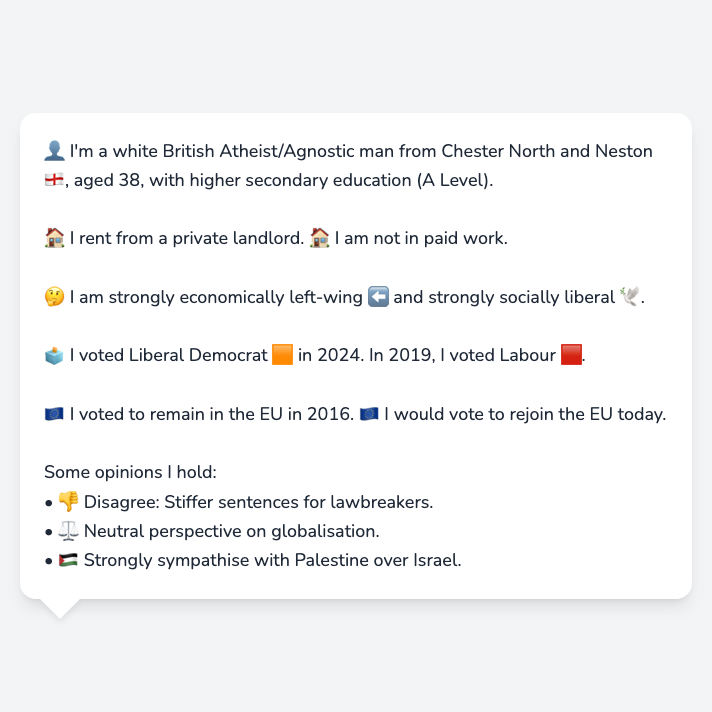 👤 I'm a white British Atheist/Agnostic man from Chester North and Neston
🏴󠁧󠁢󠁥󠁮󠁧󠁿, aged 38, with higher secondary education (A Level).
🏠 I rent from a private landlord. 🏠 I am not in paid work.
🤔 I am strongly economically left-wing ⬅️ and strongly socially liberal 🕊️.
🗳️ I voted Liberal Democrat 🟧 in 2024. In 2019, I voted Labour 🟥.
🇪🇺 I voted to remain in the EU in 2016. 🇪🇺 I would vote to rejoin the EU today.
Some opinions I hold:
• 👎 Disagree: Stiffer sentences for lawbreakers.
• ⚖️ Neutral perspective on globalisation.
• 🇵🇸 Strongly sympathise with Palestine over Israel.